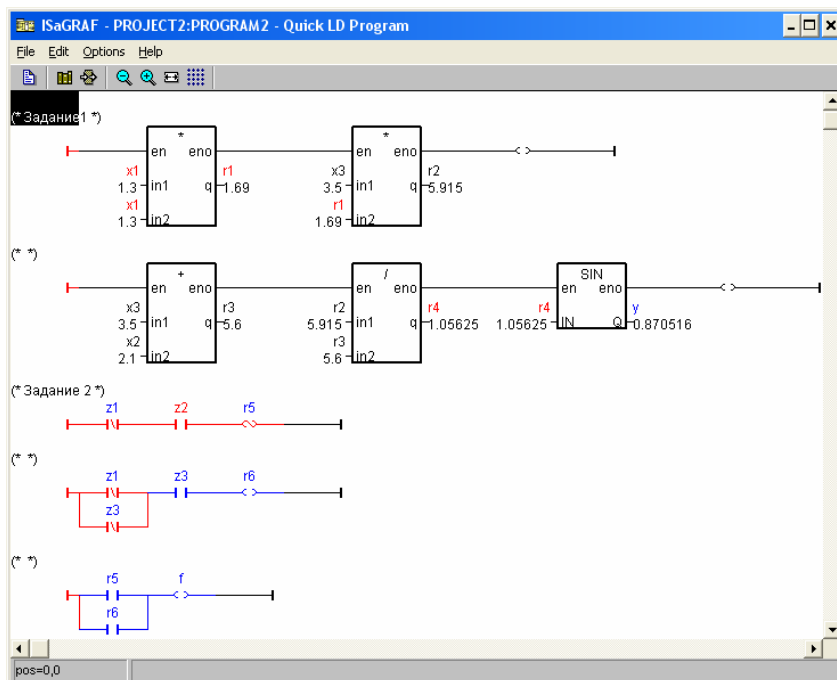 ISaGRAF - PROJECT2:PROGRAM2 - Quick LD Program
File Edit Options Help
(* Задание1 *)
* *
en eno en eno
x1 r1 x3 r2
1.3 in1 q 1.69 3.5 in1 q 5.915
x1 r1
1.3 in2 1.69 in2
(* *)
+ / SIN
en eno en eno en eno
x3 r3 r2 r4 r4 y
3.5 in1 q 5.6 5.915 in1 q 1.05625 1.05625 IN Q 0.870516
x2 r3
2.1 in2 5.6 in2
(* Задание 2 *)
z1 z2 r5
(* *)
z1 z3 r6
z3
(* *)
r5 f
r6
pos=0,0